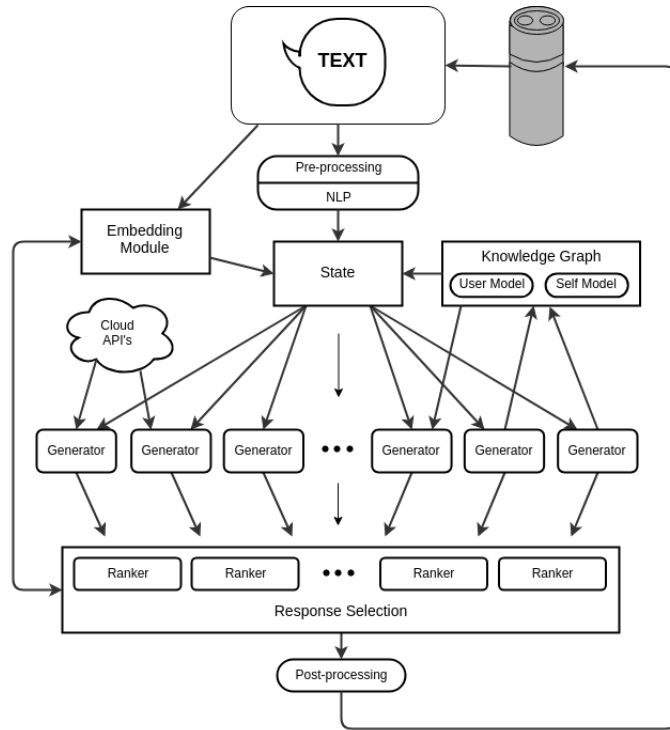 TEXT
Pre-processing
NLP
Embedding
Module
State
Knowledge Graph
User Model
Self Model
Cloud
API's
Generator
Generator
Generator
•••
Generator
Generator
Generator
Ranker
Ranker
•••
Ranker
Ranker
Response Selection
Post-processing